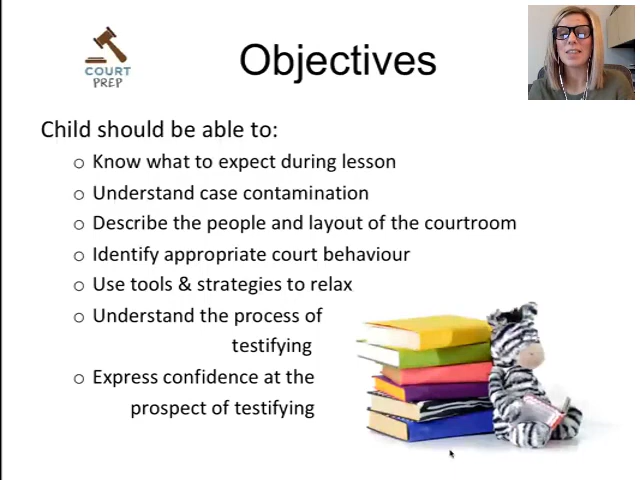 COURT
PREP
Objectives
Child should be able to:
o Know what to expect during lesson
o Understand case contamination
o Describe the people and layout of the courtroom
o Identify appropriate court behaviour
o Use tools & strategies to relax
o Understand the process of
testifying
o Express confidence at the
prospect of testifying